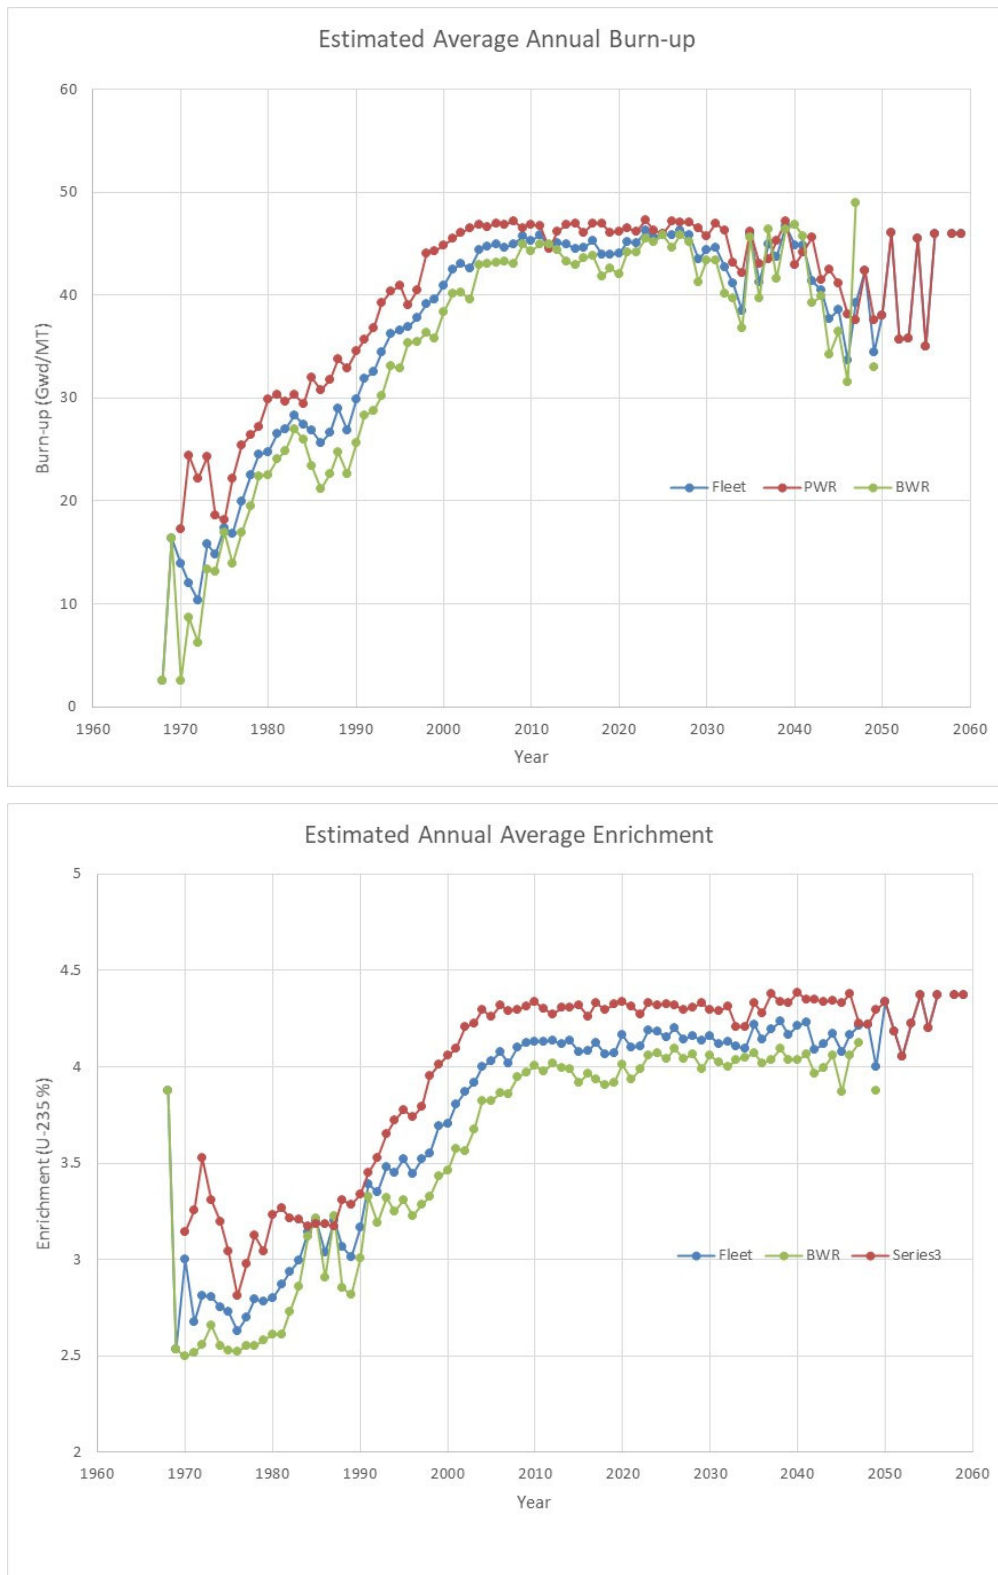 Estimated Average Annual Burn-up
60
50
40
30
20
10
0
Burn-up (Gwd/MT)
Fleet PWR BWR
1960 1970 1980 1990 2000 2010 2020 2030 2040 2050 2060
Year
Estimated Annual Average Enrichment
5
4.5
4
3.5
3
2.5
2
Enrichment (U-235 %)
Fleet BWR Series3
1960 1970 1980 1990 2000 2010 2020 2030 2040 2050 2060
Year